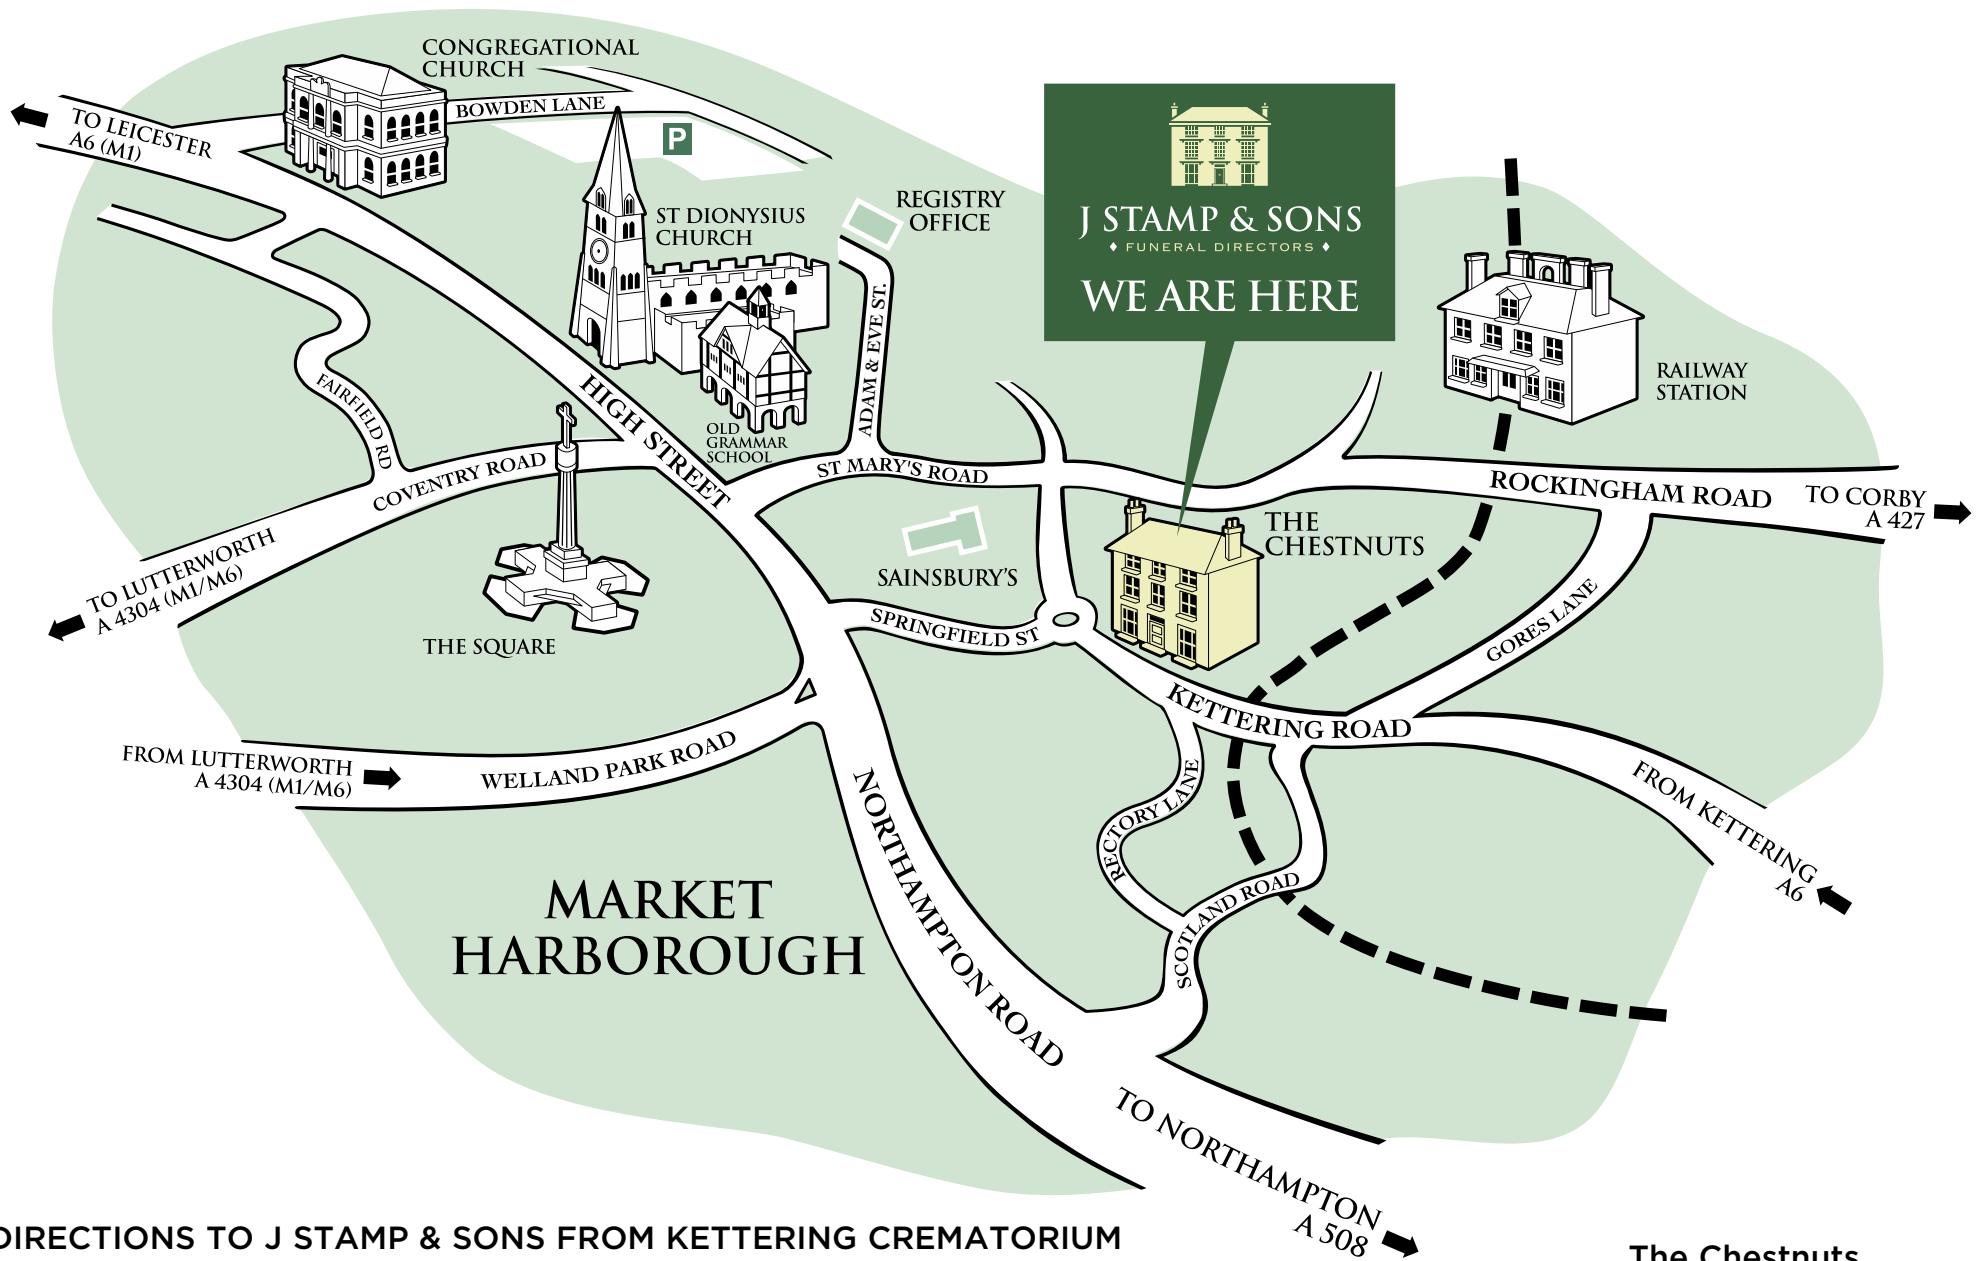 CONGREGATIONAL
CHURCH
BOWDEN LANE
TO LEICESTER
A6 (M1)
P
REGISTRY
OFFICE
ST DIONYSIUS
CHURCH
J STAMP & SONS
♦ FUNERAL DIRECTORS ♦
WE ARE HERE
RAILWAY
STATION
ADAM & EVE ST.
FAIRFIELD RD
HIGH STREET
OLD
GRAMMAR
SCHOOL
COVENTRY ROAD
ST MARY'S ROAD
ROCKINGHAM ROAD
TO CORBY
A 427
THE
CHESTNUTS
TO LUTTERWORTH
A 4304 (M1/M6)
SAINSBURY'S
THE SQUARE
SPRINGFIELD ST
GORES LANE
KETTERING ROAD
FROM LUTTERWORTH
A 4304 (M1/M6)
WELLAND PARK ROAD
NORTHAMPTON ROAD
RECTORY LANE
SCOTLAND ROAD
FROM KETTERING
A6
MARKET
HARBOROUGH
TO NORTHAMPTON
A 508
DIRECTIONS TO J STAMP & SONS FROM KETTERING CREMATORIUM
The Chestnuts